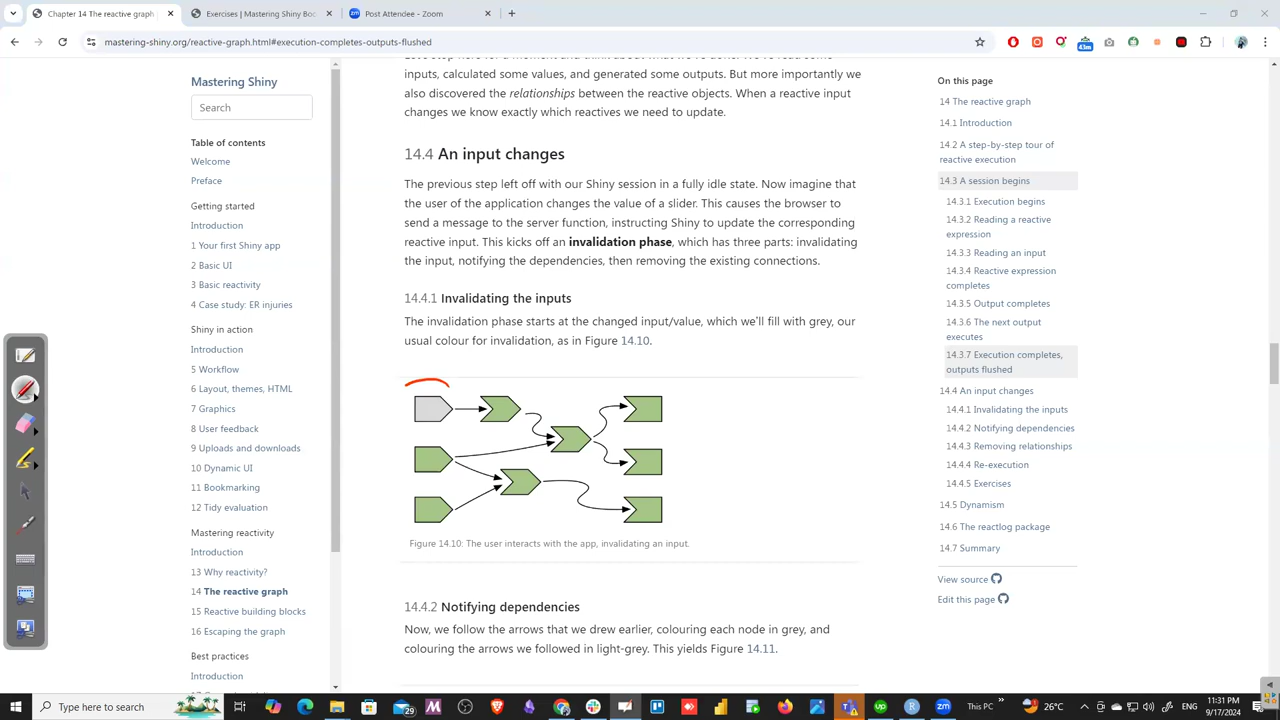 Chapter 14 The reactive graph
Exercises | Mastering Shiny Boo
Post Attendee - Zoom
mastering-shiny.org/reactive-graph.html#execution-completes-outputs-flushed
43m
Mastering Shiny
Search
Table of contents
Welcome
Preface
Getting started
Introduction
1 Your first Shiny app
2 Basic UI
3 Basic reactivity
4 Case study: ER injuries
Shiny in action
Introduction
5 Workflow
6 Layout, themes, HTML
7 Graphics
8 User feedback
9 Uploads and downloads
10 Dynamic UI
11 Bookmarking
12 Tidy evaluation
Mastering reactivity
Introduction
13 Why reactivity?
14 The reactive graph
15 Reactive building blocks
16 Escaping the graph
Best practices
Introduction
inputs, calculated some values, and generated some outputs. But more importantly we
also discovered the relationships between the reactive objects. When a reactive input
changes we know exactly which reactives we need to update.
14.4 An input changes
The previous step left off with our Shiny session in a fully idle state. Now imagine that
the user of the application changes the value of a slider. This causes the browser to
send a message to the server function, instructing Shiny to update the corresponding
reactive input. This kicks off an invalidation phase, which has three parts: invalidating
the input, notifying the dependencies, then removing the existing connections.
14.4.1 Invalidating the inputs
The invalidation phase starts at the changed input/value, which we'll fill with grey, our
usual colour for invalidation, as in Figure 14.10.
Figure 14.10: The user interacts with the app, invalidating an input.
14.4.2 Notifying dependencies
Now, we follow the arrows that we drew earlier, colouring each node in grey, and
colouring the arrows we followed in light-grey. This yields Figure 14.11.
On this page
14 The reactive graph
14.1 Introduction
14.2 A step-by-step tour of
reactive execution
14.3 A session begins
14.3.1 Execution begins
14.3.2 Reading a reactive
expression
14.3.3 Reading an input
14.3.4 Reactive expression
completes
14.3.5 Output completes
14.3.6 The next output
executes
14.3.7 Execution completes,
outputs flushed
14.4 An input changes
14.4.1 Invalidating the inputs
14.4.2 Notifying dependencies
14.4.3 Removing relationships
14.4.4 Re-execution
14.4.5 Exercises
14.5 Dynamism
14.6 The reactlog package
14.7 Summary
View source
Edit this page
Type here to search
29
This PC
26°C
11:31 PM
9/17/2024